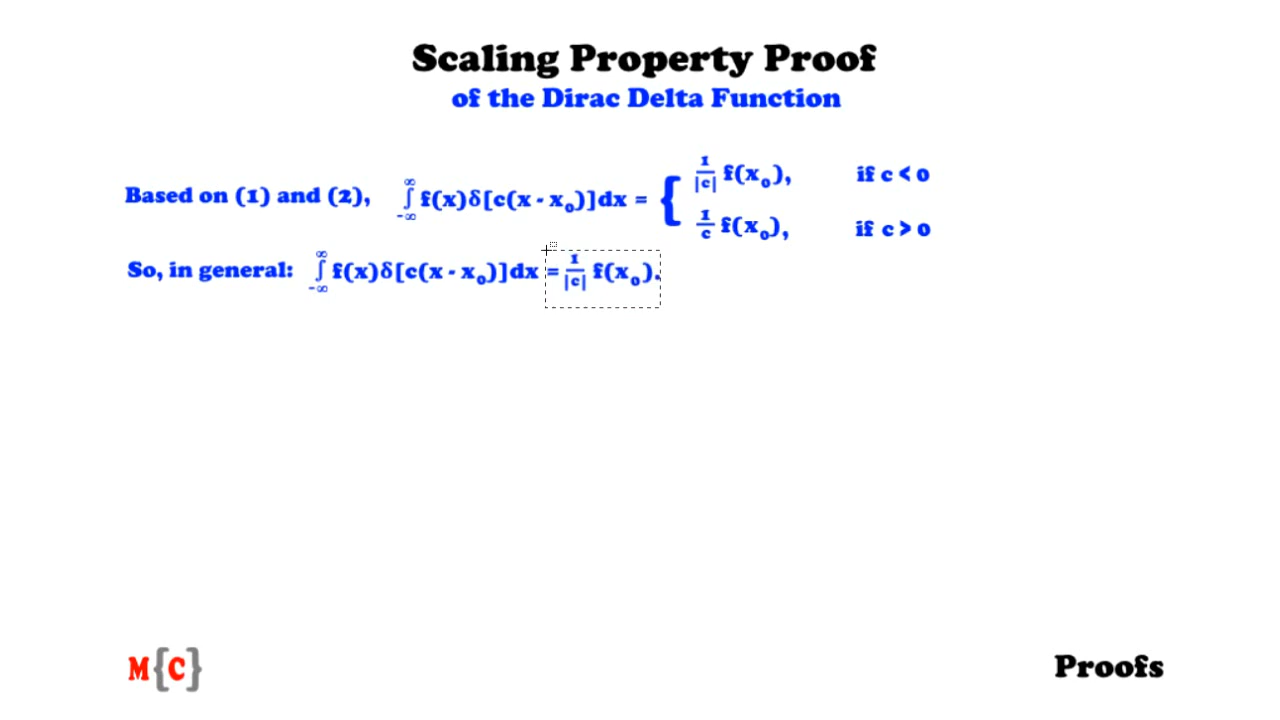 Scaling Property Proof
of the Dirac Delta Function
Based on (1) and (2), ∫_{-∞}^{∞} f(x)δ[c(x - x₀)]dx = { 1/|c| f(x₀), if c < 0
1/c f(x₀), if c > 0
So, in general: ∫_{-∞}^{∞} f(x)δ[c(x - x₀)]dx = 1/|c| f(x₀).
M{C}
Proofs